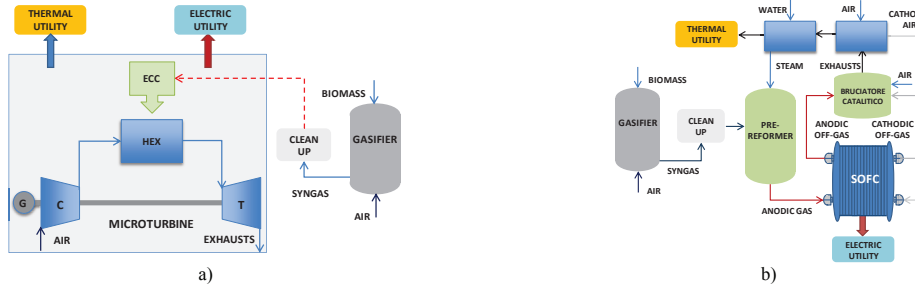 THERMAL
UTILITY
ELECTRIC
UTILITY
ECC
HEX
BIOMASS
GASIFIER
CLEAN
UP
SYNGAS
AIR
G
C
T
MICROTURBINE
AIR
EXHAUSTS
a)
WATER
AIR
CATHOD
AIR
THERMAL
UTILITY
STEAM
EXHAUSTS
AIR
BRUCIATORE
CATALITICO
BIOMASS
GASIFIER
CLEAN
UP
PRE-
REFORMER
ANODIC
OFF-GAS
CATHODIC
OFF-GAS
SOFC
SYNGAS
AIR
ANODIC GAS
ELECTRIC
UTILITY
b)